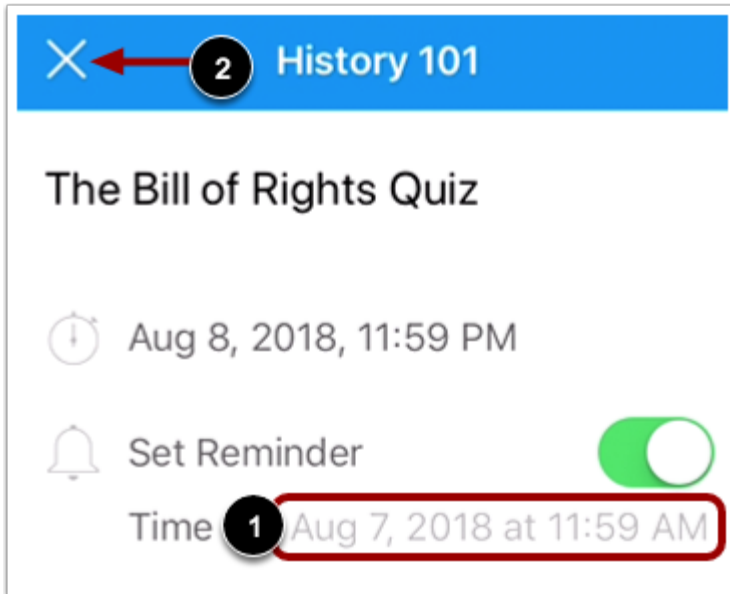 2 History 101
The Bill of Rights Quiz
Aug 8, 2018, 11:59 PM
Set Reminder
Time 1 Aug 7, 2018 at 11:59 AM